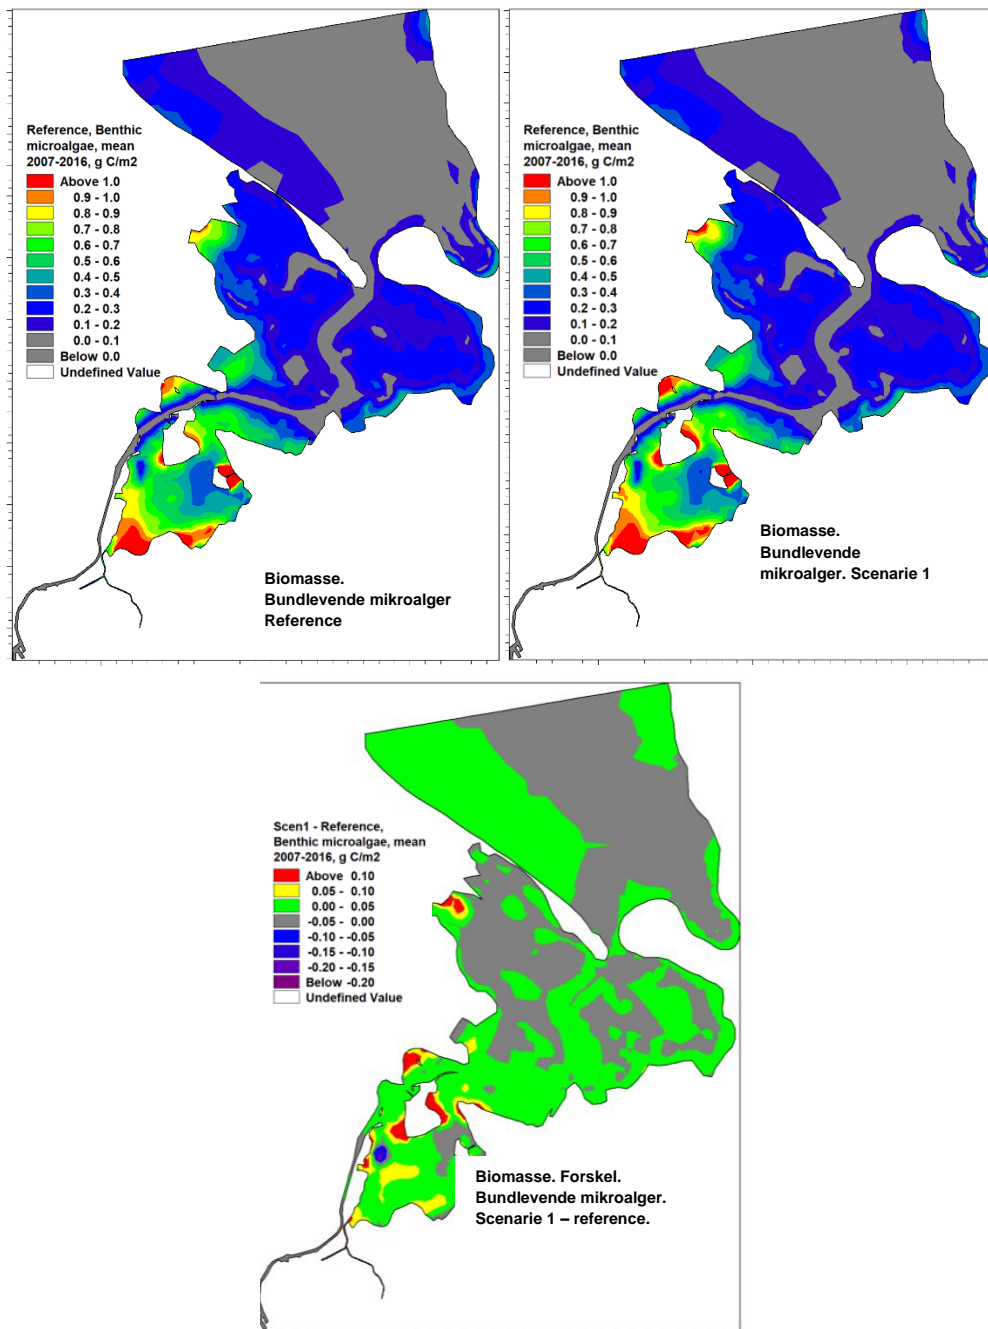 Reference, Benthic
microalgae, mean
2007-2016, g C/m2
Above 1.0
0.9 - 1.0
0.8 - 0.9
0.7 - 0.8
0.6 - 0.7
0.5 - 0.6
0.4 - 0.5
0.3 - 0.4
0.2 - 0.3
0.1 - 0.2
0.0 - 0.1
Below 0.0
Undefined Value
Biomasse.
Bundlevende mikroalger
Reference
Reference, Benthic
microalgae, mean
2007-2016, g C/m2
Above 1.0
0.9 - 1.0
0.8 - 0.9
0.7 - 0.8
0.6 - 0.7
0.5 - 0.6
0.4 - 0.5
0.3 - 0.4
0.2 - 0.3
0.1 - 0.2
0.0 - 0.1
Below 0.0
Undefined Value
Biomasse.
Bundlevende
mikroalger. Scenarie 1
Scen1 - Reference,
Benthic microalgae, mean
2007-2016, g C/m2
Above 0.10
0.05 - 0.10
0.00 - 0.05
-0.05 - 0.00
-0.10 - -0.05
-0.15 - -0.10
-0.20 - -0.15
Below -0.20
Undefined Value
Biomasse. Forskel.
Bundlevende mikroalger.
Scenarie 1 – reference.